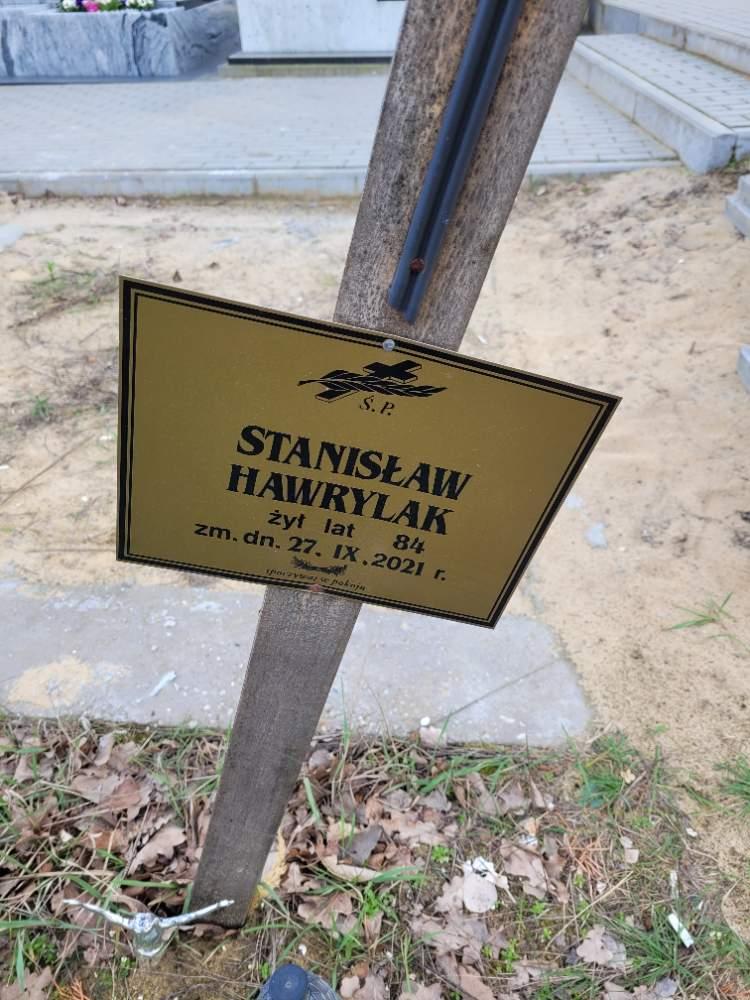 Ś.P.
STANISŁAW
HAWRYLAK
żył lat 84
zm. dn. 27. IX. 2021 r.
spoczywaj w pokoju